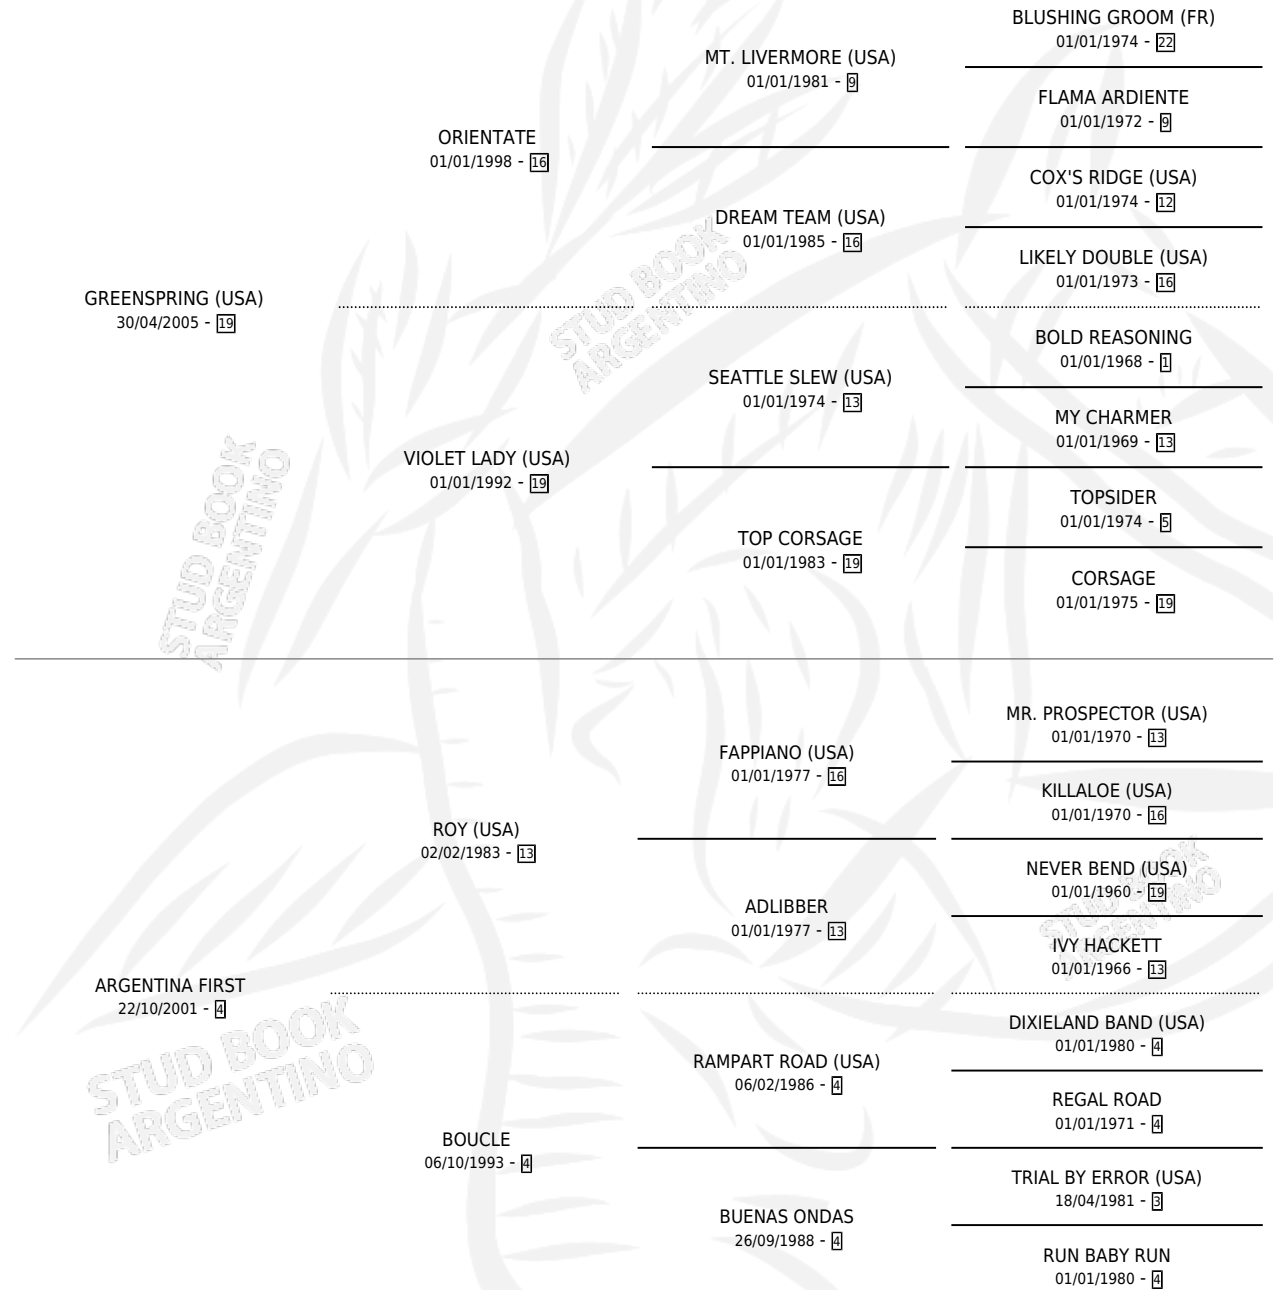 BLUSHING GROOM (FR)
01/01/1974 - 22
MT. LIVERMORE (USA)
01/01/1981 - 9
FLAMA ARDIENTE
01/01/1972 - 9
ORIENTATE
01/01/1998 - 16
COX'S RIDGE (USA)
01/01/1974 - 12
DREAM TEAM (USA)
01/01/1985 - 16
LIKELY DOUBLE (USA)
01/01/1973 - 16
GREENSPRING (USA)
30/04/2005 - 19
BOLD REASONING
01/01/1968 - 1
SEATTLE SLEW (USA)
01/01/1974 - 13
MY CHARMER
01/01/1969 - 13
VIOLET LADY (USA)
01/01/1992 - 19
TOPSIDER
01/01/1974 - 5
TOP CORSAGE
01/01/1983 - 19
CORSAGE
01/01/1975 - 19
MR. PROSPECTOR (USA)
01/01/1970 - 13
FAPPIANO (USA)
01/01/1977 - 16
KILLALOE (USA)
01/01/1970 - 16
ROY (USA)
02/02/1983 - 13
NEVER BEND (USA)
01/01/1960 - 19
ADLIBBER
01/01/1977 - 13
IVY HACKETT
01/01/1966 - 13
ARGENTINA FIRST
22/10/2001 - 4
DIXIELAND BAND (USA)
01/01/1980 - 4
RAMPART ROAD (USA)
06/02/1986 - 4
REGAL ROAD
01/01/1971 - 4
BOUCLE
06/10/1993 - 4
TRIAL BY ERROR (USA)
18/04/1981 - 3
BUENAS ONDAS
26/09/1988 - 4
RUN BABY RUN
01/01/1980 - 4
STUD BOOK
ARGENTINO
STUD BOOK
ARGENTINO
STUD BOOK
ARGENTINO
STUD BOOK
ARGENTINO